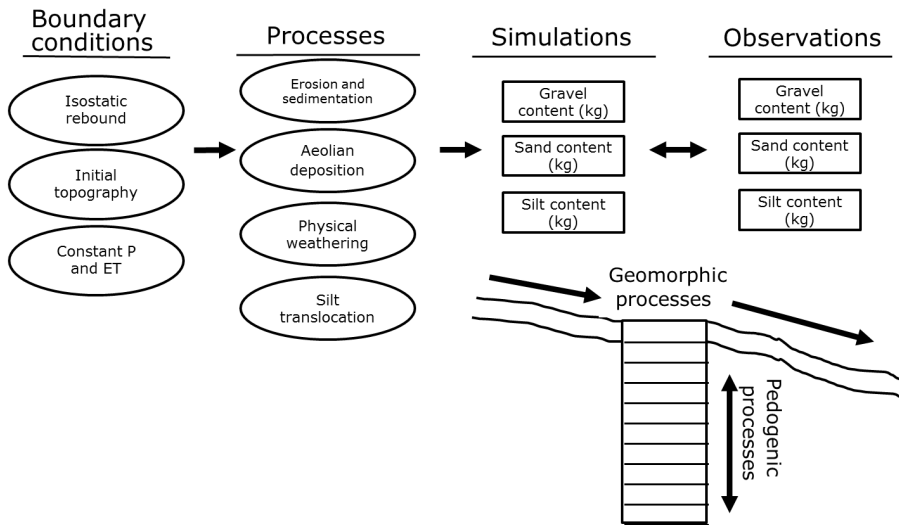 Boundary
conditions
Processes
Simulations
Observations
Isostatic
rebound
Initial
topography
Constant P
and ET
Erosion and
sedimentation
Aeolian
deposition
Physical
weathering
Silt
translocation
Gravel
content (kg)
Sand content
(kg)
Silt content
(kg)
Gravel
content (kg)
Sand content
(kg)
Silt content
(kg)
Geomorphic
processes
Pedogenic
processes